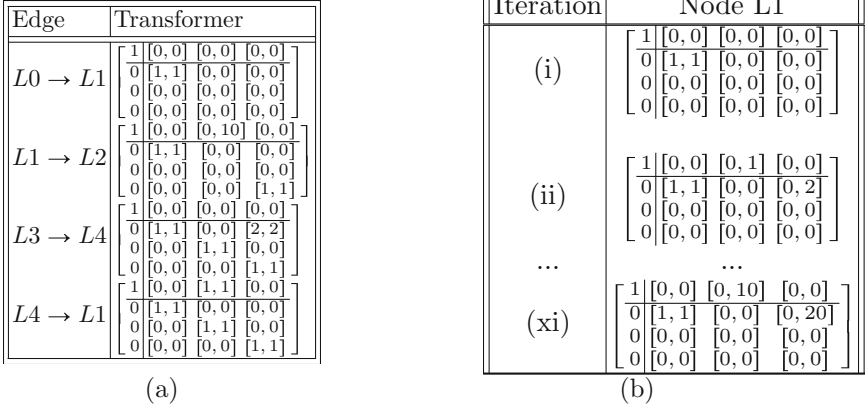 Edge Transformer
L0 → L1
1 [0, 0] [0, 0] [0, 0]
0 [1, 1] [0, 0] [0, 0]
0 [0, 0] [0, 0] [0, 0]
0 [0, 0] [0, 0] [0, 0]
L1 → L2
1 [0, 0] [0, 10] [0, 0]
0 [1, 1] [0, 0] [0, 0]
0 [0, 0] [0, 0] [0, 0]
0 [0, 0] [0, 0] [1, 1]
L3 → L4
1 [0, 0] [0, 0] [0, 0]
0 [1, 1] [0, 0] [2, 2]
0 [0, 0] [1, 1] [0, 0]
0 [0, 0] [0, 0] [1, 1]
L4 → L1
1 [0, 0] [1, 1] [0, 0]
0 [1, 1] [0, 0] [0, 0]
0 [0, 0] [1, 1] [0, 0]
0 [0, 0] [0, 0] [1, 1]
(a)
Iteration Node L1
(i)
1 [0, 0] [0, 0] [0, 0]
0 [1, 1] [0, 0] [0, 0]
0 [0, 0] [0, 0] [0, 0]
0 [0, 0] [0, 0] [0, 0]
(ii)
1 [0, 0] [0, 1] [0, 0]
0 [1, 1] [0, 0] [0, 2]
0 [0, 0] [0, 0] [0, 0]
0 [0, 0] [0, 0] [0, 0]
... ...
(xi)
1 [0, 0] [0, 10] [0, 0]
0 [1, 1] [0, 0] [0, 20]
0 [0, 0] [0, 0] [0, 0]
0 [0, 0] [0, 0] [0, 0]
(b)